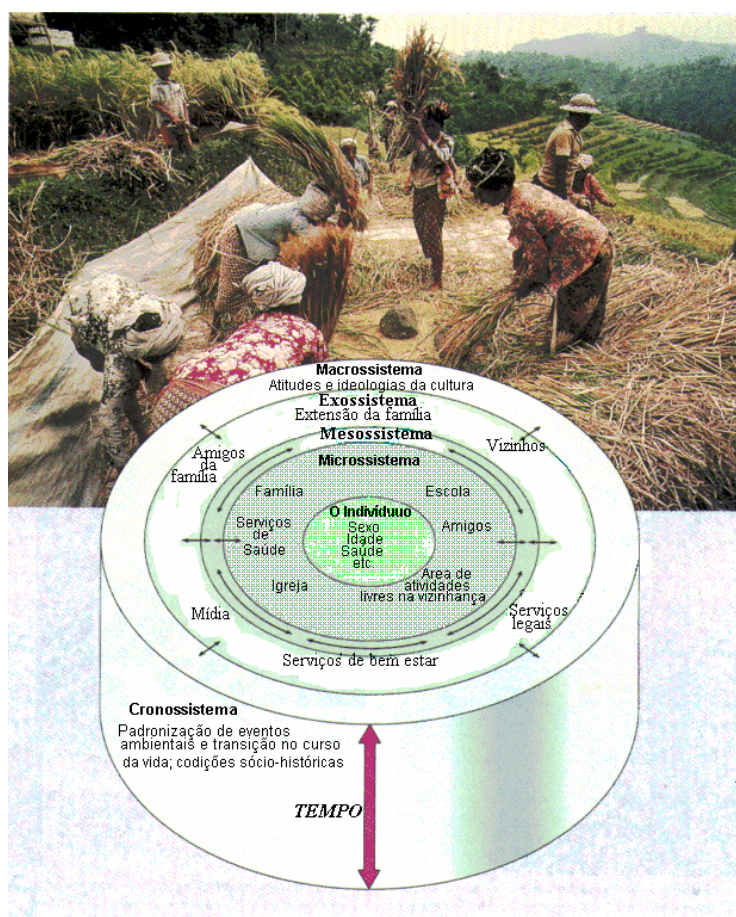 Macrossistema
Atitudes e ideologias da cultura
Exossistema
Extensão da família
Mesossistema
Microssistema
Amigos
da
família
Vizinhos
Família
Escola
O Indivíduuo
Sexo
Idade
Saúde
etc.
Serviços
de
Saúde
Amigos
Igreja
Area de
atividades
livres na vizinhança
Mídia
Serviços
legais
Serviços de bem estar
Cronossistema
Padronização de eventos
ambientais e transição no curso
da vida; codições sócio-históricas
TEMPO